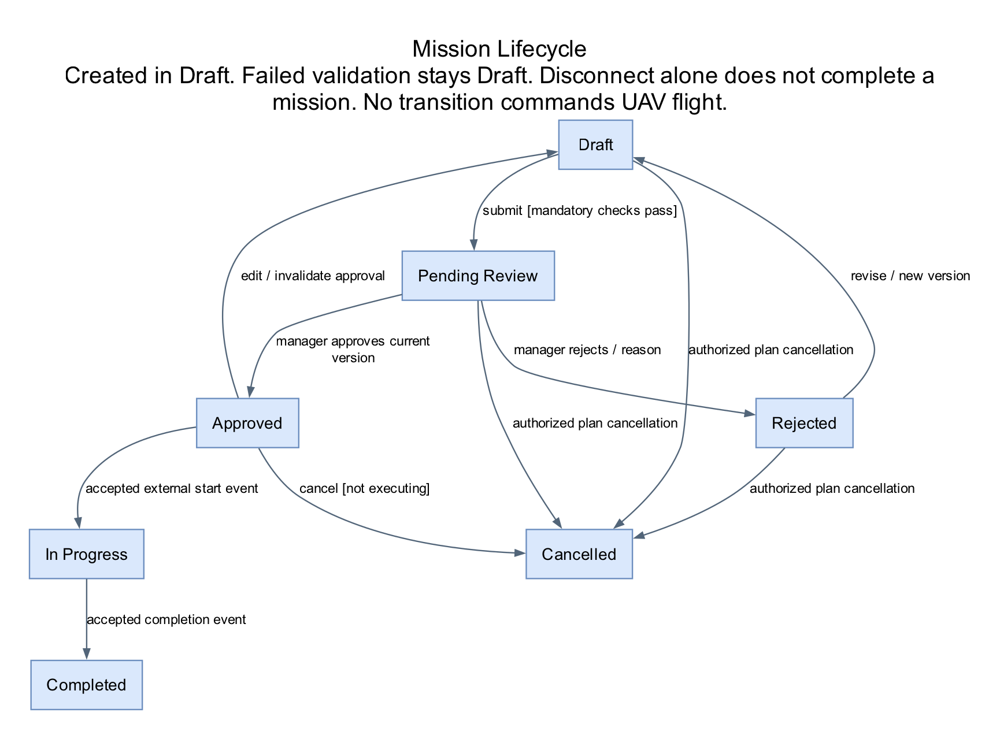 Mission Lifecycle
Created in Draft. Failed validation stays Draft. Disconnect alone does not complete a
mission. No transition commands UAV flight.
Draft
submit [mandatory checks pass]
edit / invalidate approval
Pending Review
revise / new version
manager approves current
version
manager rejects / reason
authorized plan cancellation
Approved
authorized plan cancellation
Rejected
accepted external start event
cancel [not executing]
authorized plan cancellation
In Progress
Cancelled
accepted completion event
Completed